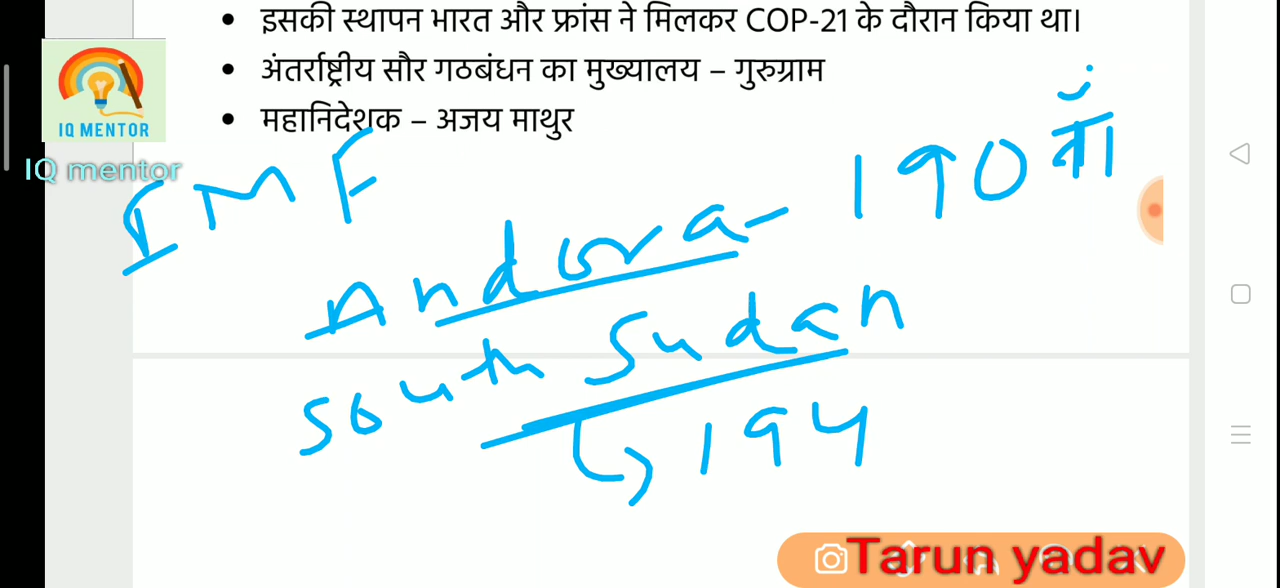 इसकी स्थापन भारत और फ्रांस ने मिलकर COP-21 के दौरान किया था।
अंतर्राष्ट्रीय सौर गठबंधन का मुख्यालय – गुरुग्राम
महानिदेशक – अजय माथुर
IQ MENTOR
IQ mentor
IMF
Andora - 190 वां
South Sudan
194
Tarun yadav